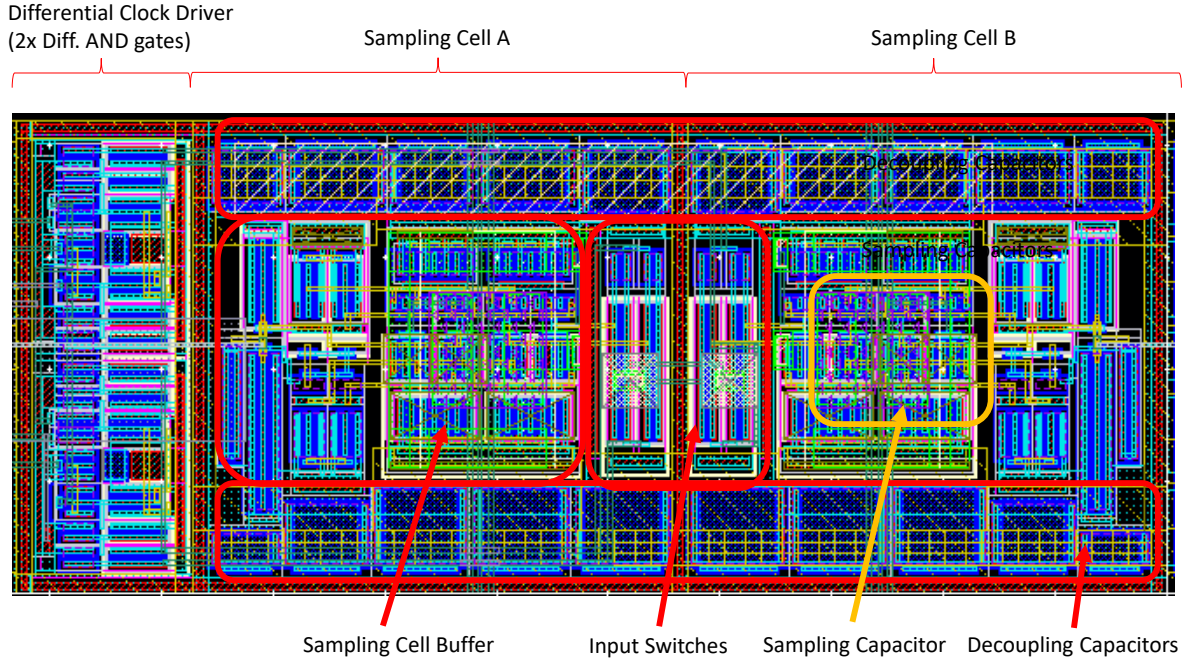 Differential Clock Driver
(2x Diff. AND gates)
Sampling Cell A
Sampling Cell B
Decoupling Capacitors
Sampling Capacitors
Sampling Cell Buffer
Input Switches
Sampling Capacitor
Decoupling Capacitors